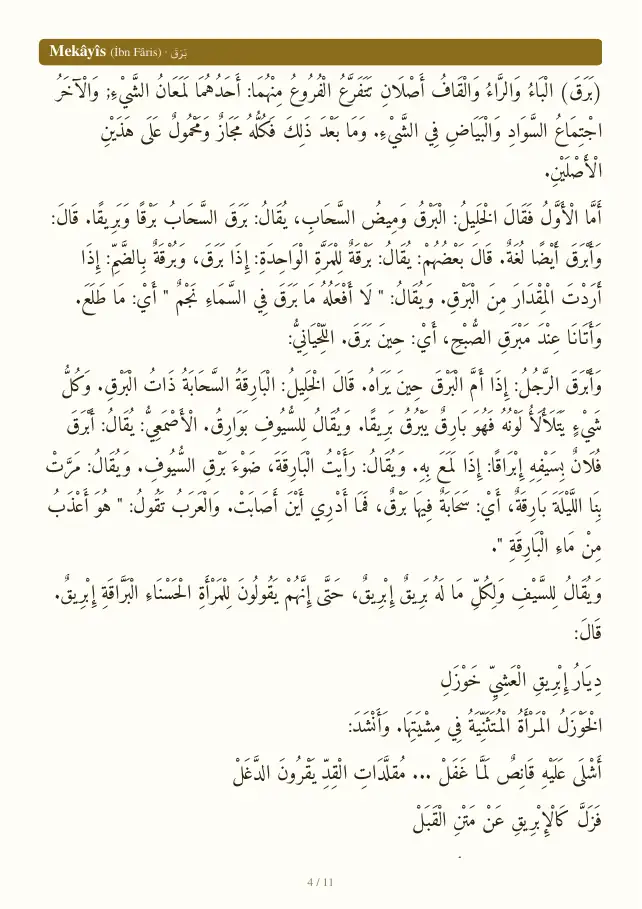 Mekâyîs (İbn Fâris) · بَرَقَ
(بَرَقَ) الْبَاءُ وَالرَّاءُ وَالْقَافُ أَصْلَانِ تَتَفَرَّعُ الْفُرُوعُ مِنْهُمَا: أَحَدُهُمَا لَمَعَانُ الشَّيْءِ; وَالْآخَرُ
اجْتِمَاعُ السَّوَادِ وَالْبَيَاضِ فِي الشَّيْءِ. وَمَا بَعْدَ ذَلِكَ فَكُلُّهُ مَجَازٌ وَمَحْمُولٌ عَلَى هَذَيْنِ
الْأَصْلَيْنِ.
أَمَّا الْأَوَّلُ فَقَالَ الْخَلِيلُ: الْبَرْقُ وَمِيضُ السَّحَابِ، يُقَالُ: بَرَقَ السَّحَابُ بَرْقًا وَبَرِيقًا. قَالَ:
وَأَبْرَقَ أَيْضًا لُغَةٌ. قَالَ بَعْضُهُمْ: يُقَالُ: بَرْقَةٌ لِلْمَرَّةِ الْوَاحِدَةِ: إِذَا بَرَقَ، وَبُرْقَةٌ بِالضَّمِّ: إِذَا
أَرَدْتَ الْمِقْدَارَ مِنَ الْبَرْقِ. وَيُقَالُ: " لَا أَفْعَلُهُ مَا بَرَقَ فِي السَّمَاءِ نَجْمٌ " أَيْ: مَا طَلَعَ.
وَأَتَانَا عِنْدَ مَبْرَقِ الصُّبْحِ، أَيْ: حِينَ بَرَقَ. اللِّحْيَانِيُّ:
وَأَبْرَقَ الرَّجُلُ: إِذَا أَمَّ الْبَرْقَ حِينَ يَرَاهُ. قَالَ الْخَلِيلُ: الْبَارِقَةُ السَّحَابَةُ ذَاتُ الْبَرْقِ. وَكُلُّ
شَيْءٍ يَتَلَأْلَأُ لَوْنُهُ فَهُوَ بَارِقٌ يَبْرُقُ بَرِيقًا. وَيُقَالُ لِلسُّيُوفِ بَوَارِقُ. الْأَصْمَعِيُّ: يُقَالُ: أَبْرَقَ
فُلَانٌ بِسَيْفِهِ إِبْرَاقًا: إِذَا لَمَعَ بِهِ. وَيُقَالُ: رَأَيْتُ الْبَارِقَةَ، ضَوْءَ بَرْقِ السُّيُوفِ. وَيُقَالُ: مَرَّتْ
بِنَا اللَّيْلَةَ بَارِقَةٌ، أَيْ: سَحَابَةٌ فِيهَا بَرْقٌ، فَمَا أَدْرِي أَيْنَ أَصَابَتْ. وَالْعَرَبُ تَقُولُ: " هُوَ أَعْذَبُ
مِنْ مَاءِ الْبَارِقَةِ ".
وَيُقَالُ لِلسَّيْفِ وَلِكُلِّ مَا لَهُ بَرِيقٌ إِبْرِيقٌ، حَتَّى إِنَّهُمْ يَقُولُونَ لِلْمَرْأَةِ الْحَسْنَاءِ الْبَرَّاقَةِ إِبْرِيقٌ.
قَالَ:
دِيَارُ إِبْرِيقِ الْعَشِيِّ خَوْزَلِ
الْخَوْزَلُ الْمَرْأَةُ الْمُتَثَنِّيَةُ فِي مِشْيَتِهَا. وَأَنْشَدَ:
أَشْلَى عَلَيْهِ قَانِصٌ لَمَّا غَفَلْ ... مُقَلَّدَاتِ الْقِدِّ يَقْرُونَ الدَّغَلْ
فَزَلَّ كَالْإِبْرِيقِ عَنْ مَتْنِ الْقَبَلْ
4 / 11